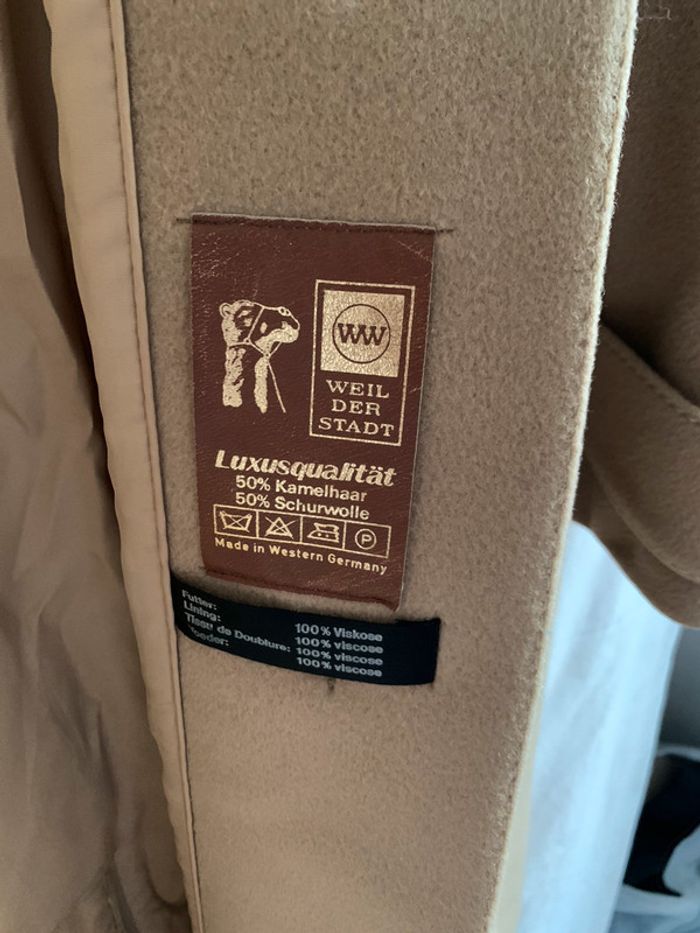 WW
WEIL
DER
STADT
Luxusqualität
50% Kamelhaar
50% Schurwolle
P
Made in Western Germany
Futter: 100% Viskose
Lining: 100% viscose
Tissu de Doublure: 100% viscose
Voeder: 100% viscose